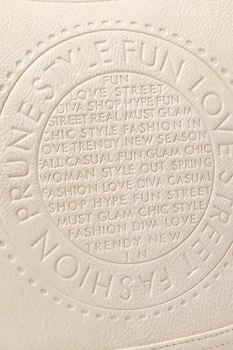 PRUNE STYLE FUN LOVE STREET FASHION
FUN
LOVE STREET
DIVA SHOP HYPE FUN
STREET REAL MUST GLAM
CHIC STYLE FASHION IN
OVE TRENDY NEW SEASON
ALL CASUAL FUN GLAM CHIC
WOMAN STYLE OUT SPRING
FASHION LOVE DIVA CASUAL
SHOP HYPE FUN STREET
MUST GLAM CHIC STYLE
FASHION DIVA LOVE
TRENDY NEW
IN